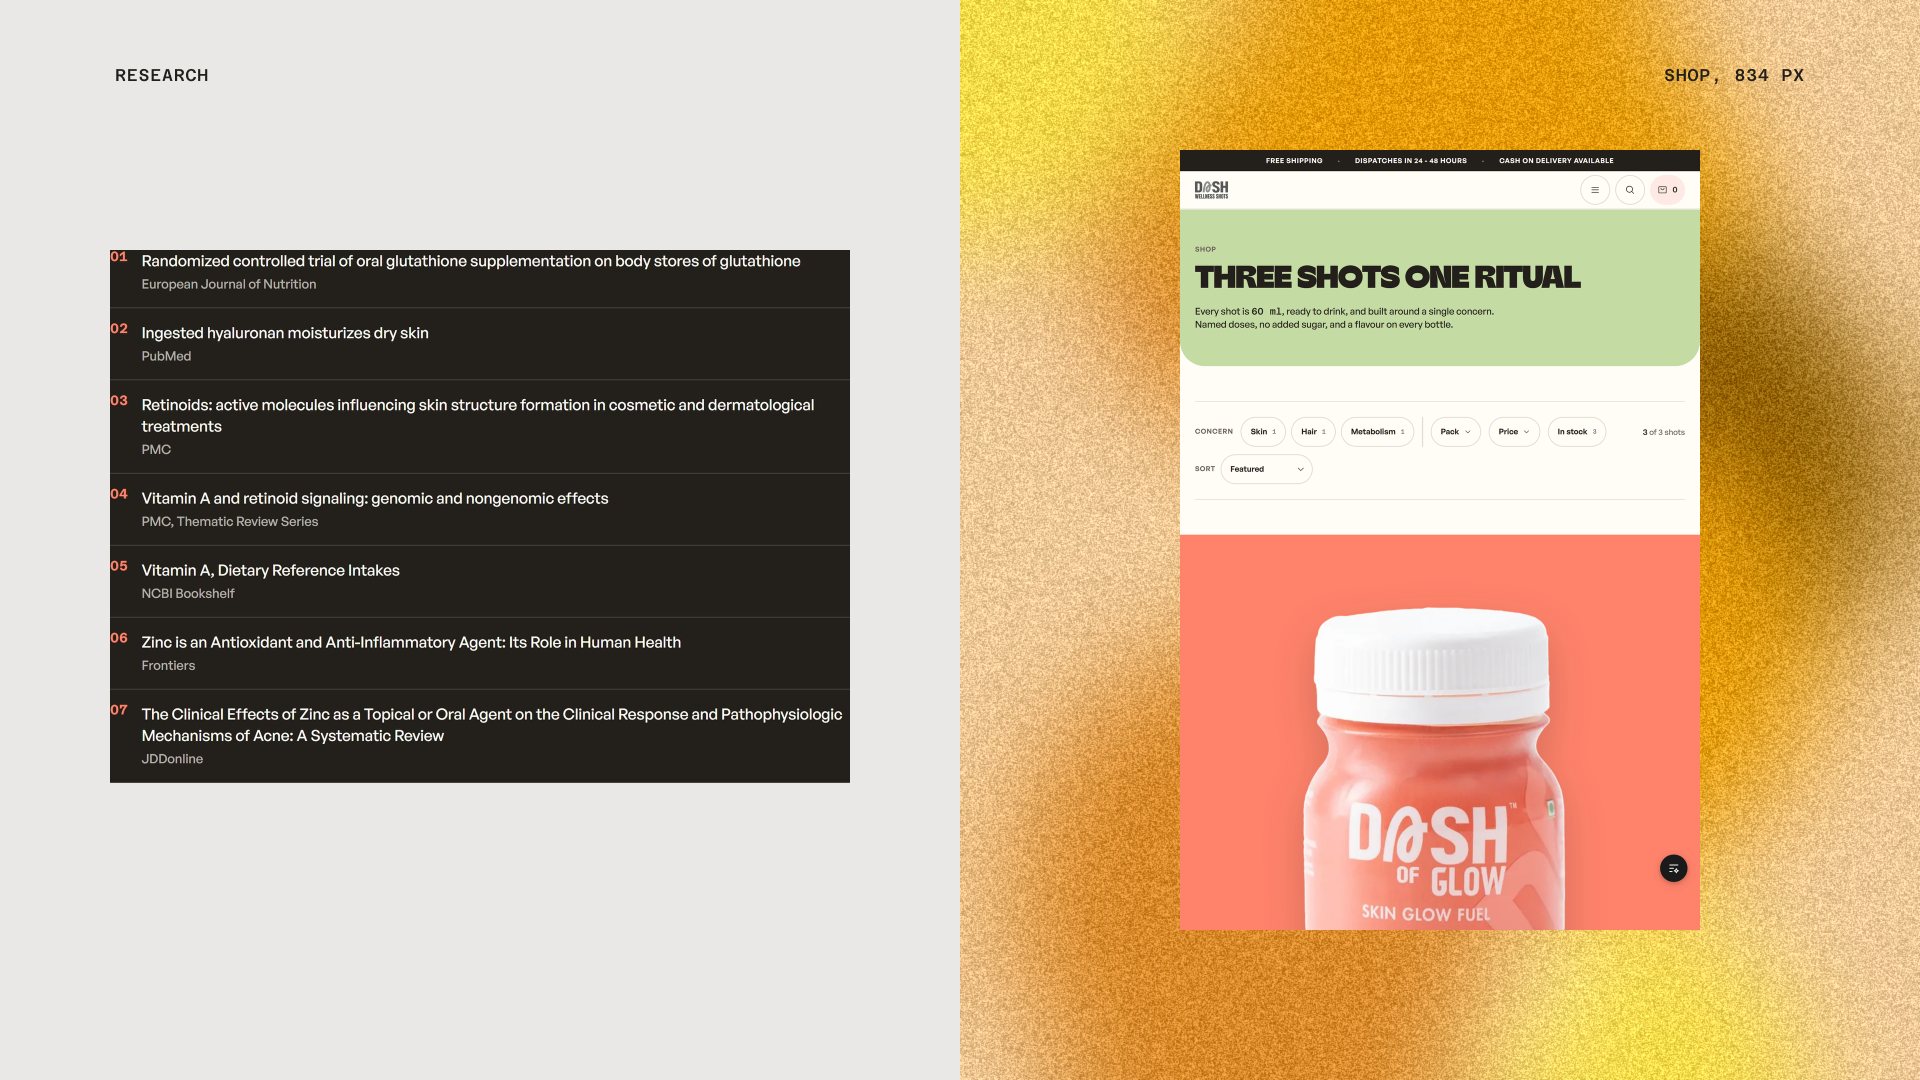 RESEARCH
01
Randomized controlled trial of oral glutathione supplementation on body stores of glutathione
European Journal of Nutrition
02
Ingested hyaluronan moisturizes dry skin
PubMed
03
Retinoids: active molecules influencing skin structure formation in cosmetic and dermatological
treatments
PMC
04
Vitamin A and retinoid signaling: genomic and nongenomic effects
PMC, Thematic Review Series
05
Vitamin A, Dietary Reference Intakes
NCBI Bookshelf
06
Zinc is an Antioxidant and Anti-Inflammatory Agent: Its Role in Human Health
Frontiers
07
The Clinical Effects of Zinc as a Topical or Oral Agent on the Clinical Response and Pathophysiologic
Mechanisms of Acne: A Systematic Review
JDDonline
SHOP, 834 PX
FREE SHIPPING · DISPATCHES IN 24 - 48 HOURS · CASH ON DELIVERY AVAILABLE
DASH
WELLNESS SHOTS
0
SHOP
THREE SHOTS ONE RITUAL
Every shot is 60 ml, ready to drink, and built around a single concern.
Named doses, no added sugar, and a flavour on every bottle.
CONCERN Skin 1 Hair 1 Metabolism 1 Pack Price In stock 3 3 of 3 shots
SORT Featured
DASH™
OF GLOW
SKIN GLOW FUEL